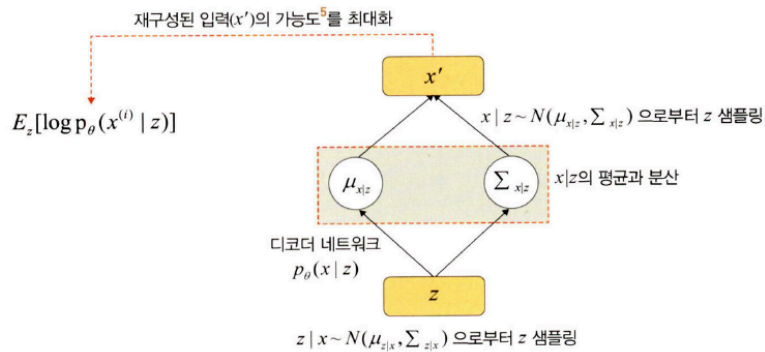 재구성된 입력(x′)의 가능도⁵를 최대화
x′
E_z[log p_θ(x^(i) | z)]
x | z ~ N(μ_x|z, Σ_x|z) 으로부터 z 샘플링
μ_x|z
Σ_x|z
x|z의 평균과 분산
디코더 네트워크
p_θ(x | z)
z
z | x ~ N(μ_z|x, Σ_z|x) 으로부터 z 샘플링